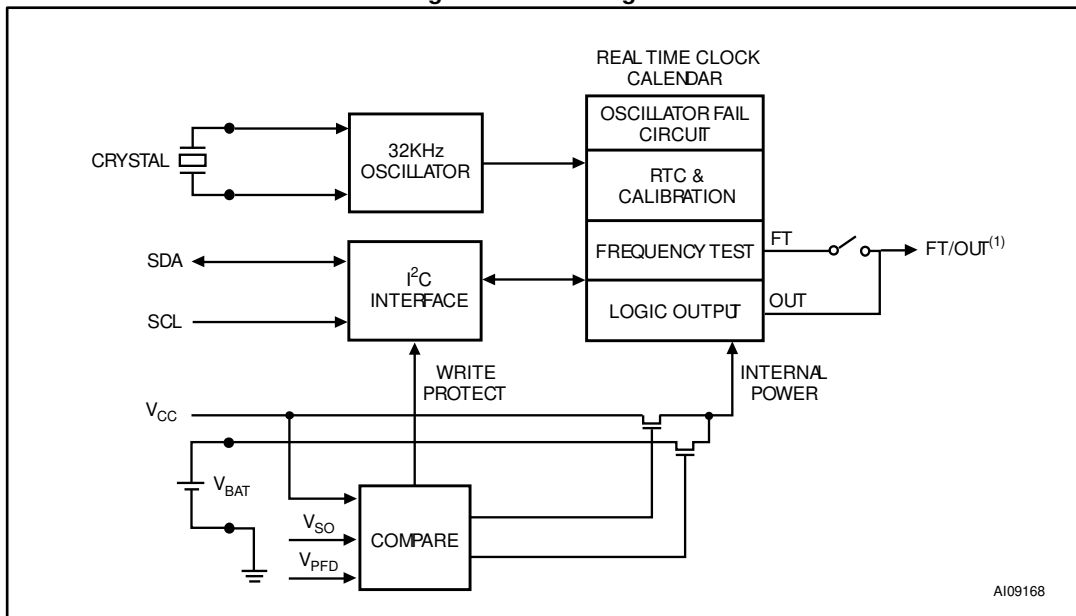 REAL TIME CLOCK
CALENDAR
OSCILLATOR FAIL
CIRCUIT
32KHz
OSCILLATOR
CRYSTAL
RTC &
CALIBRATION
FT
FREQUENCY TEST
FT/OUT(1)
SDA
I2C
INTERFACE
OUT
LOGIC OUTPUT
SCL
WRITE
PROTECT
INTERNAL
POWER
VCC
VBAT
VSO
COMPARE
VPFD
AI09168